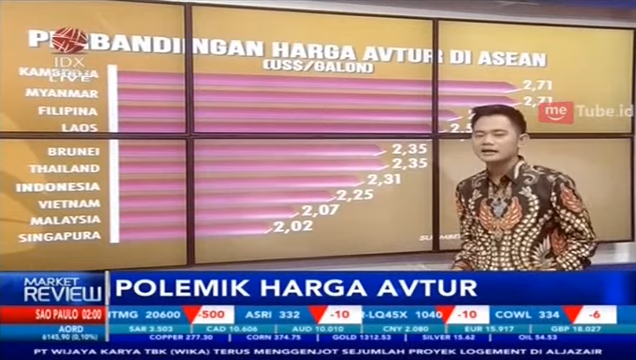 PERBANDINGAN HARGA AVTUR DI ASEAN
(US$/GALON)
IDX
LIVE
KAMBOJA 2,71
MYANMAR 2,71
FILIPINA
LAOS
me Tube.id
BRUNEI 2,35
THAILAND 2,35
INDONESIA 2,31
VIETNAM 2,25
MALAYSIA 2,07
SINGAPURA 2,02
MARKET REVIEW
POLEMIK HARGA AVTUR
SAO PAULO 02:00
ITMG 20600 -500 ASRI 332 -10 R-LQ45X 1040 -10 COWL 334 -6
AORD
6145.90(0,10%)
SAR 3.503 CAD 10.606 AUD 10.010 CNY 2.080 EUR 15.917 GBP 18.027
COPPER 277.30 CORN 374.75 GOLD 1312.53 SILVER 15.62 OIL 54.53
PT WIJAYA KARYA TBK (WIKA) TERUS MENGGENJOT SEJUMLAH PROYEK LOGEMENT DI ALJAZAIR